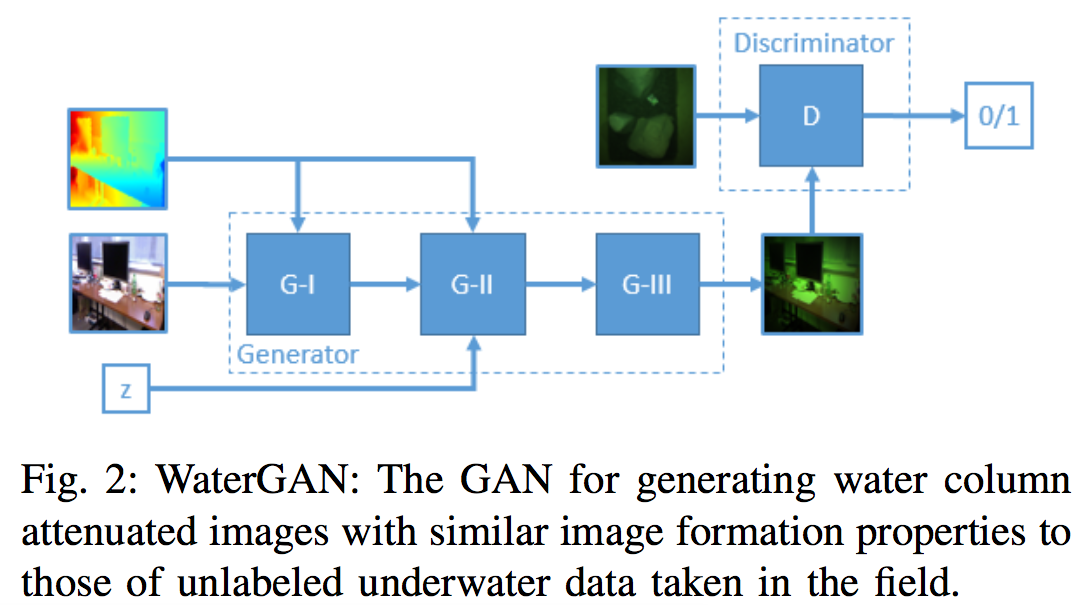 Discriminator
D
0/1
G-I
G-II
G-III
Generator
z
Fig. 2: WaterGAN: The GAN for generating water column
attenuated images with similar image formation properties to
those of unlabeled underwater data taken in the field.